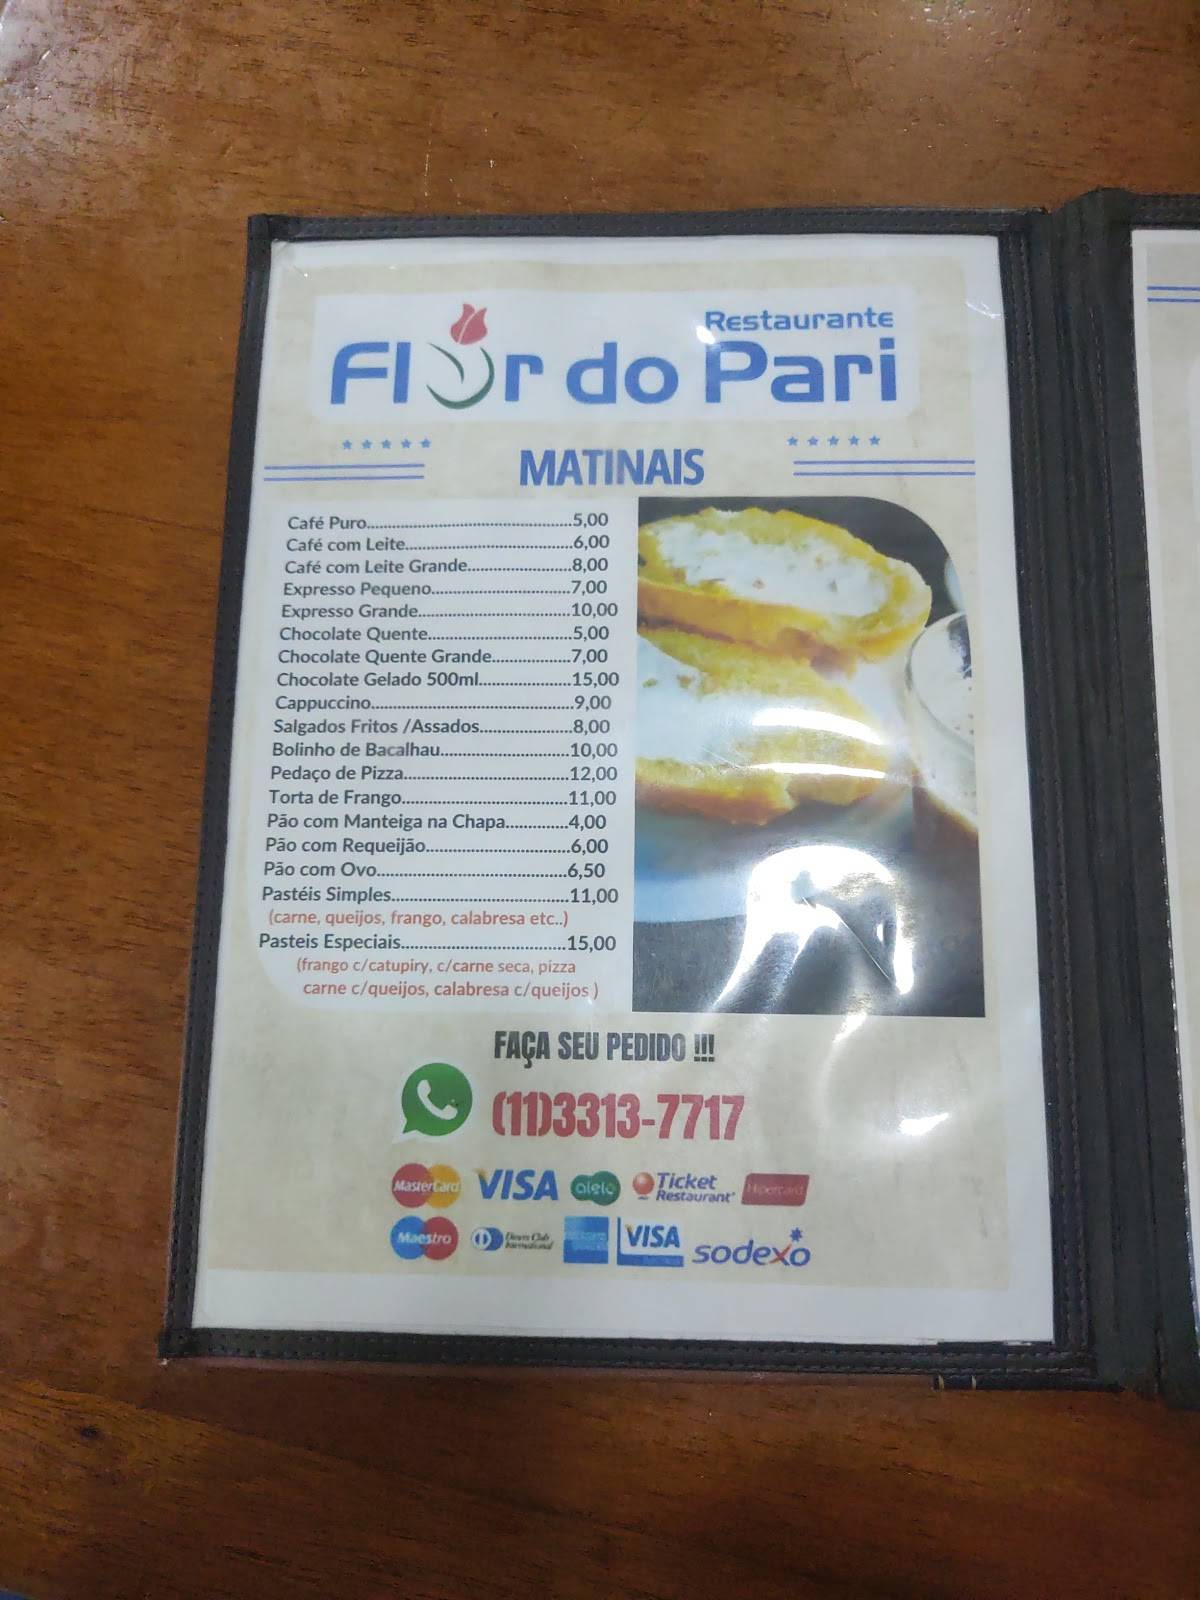 Restaurante
Flor do Pari
MATINAIS
Café Puro.................................................5,00
Café com Leite........................................6,00
Café com Leite Grande.........................8,00
Expresso Pequeno.................................7,00
Expresso Grande....................................10,00
Chocolate Quente..................................5,00
Chocolate Quente Grande...................7,00
Chocolate Gelado 500ml......................15,00
Cappuccino................................................9,00
Salgados Fritos /Assados......................8,00
Bolinho de Bacalhau...............................10,00
Pedaço de Pizza........................................12,00
Torta de Frango........................................11,00
Pão com Manteiga na Chapa...............4,00
Pão com Requeijão..................................6,00
Pão com Ovo.............................................6,50
Pastéis Simples..........................................11,00
(carne, queijos, frango, calabresa etc..)
Pasteis Especiais.......................................15,00
(frango c/catupiry, c/carne seca, pizza
carne c/queijos, calabresa c/queijos )
FAÇA SEU PEDIDO !!!
(11)3313-7717
MasterCard VISA alelo Ticket Restaurant Hipercard
Maestro Diners Club International VISA sodexo